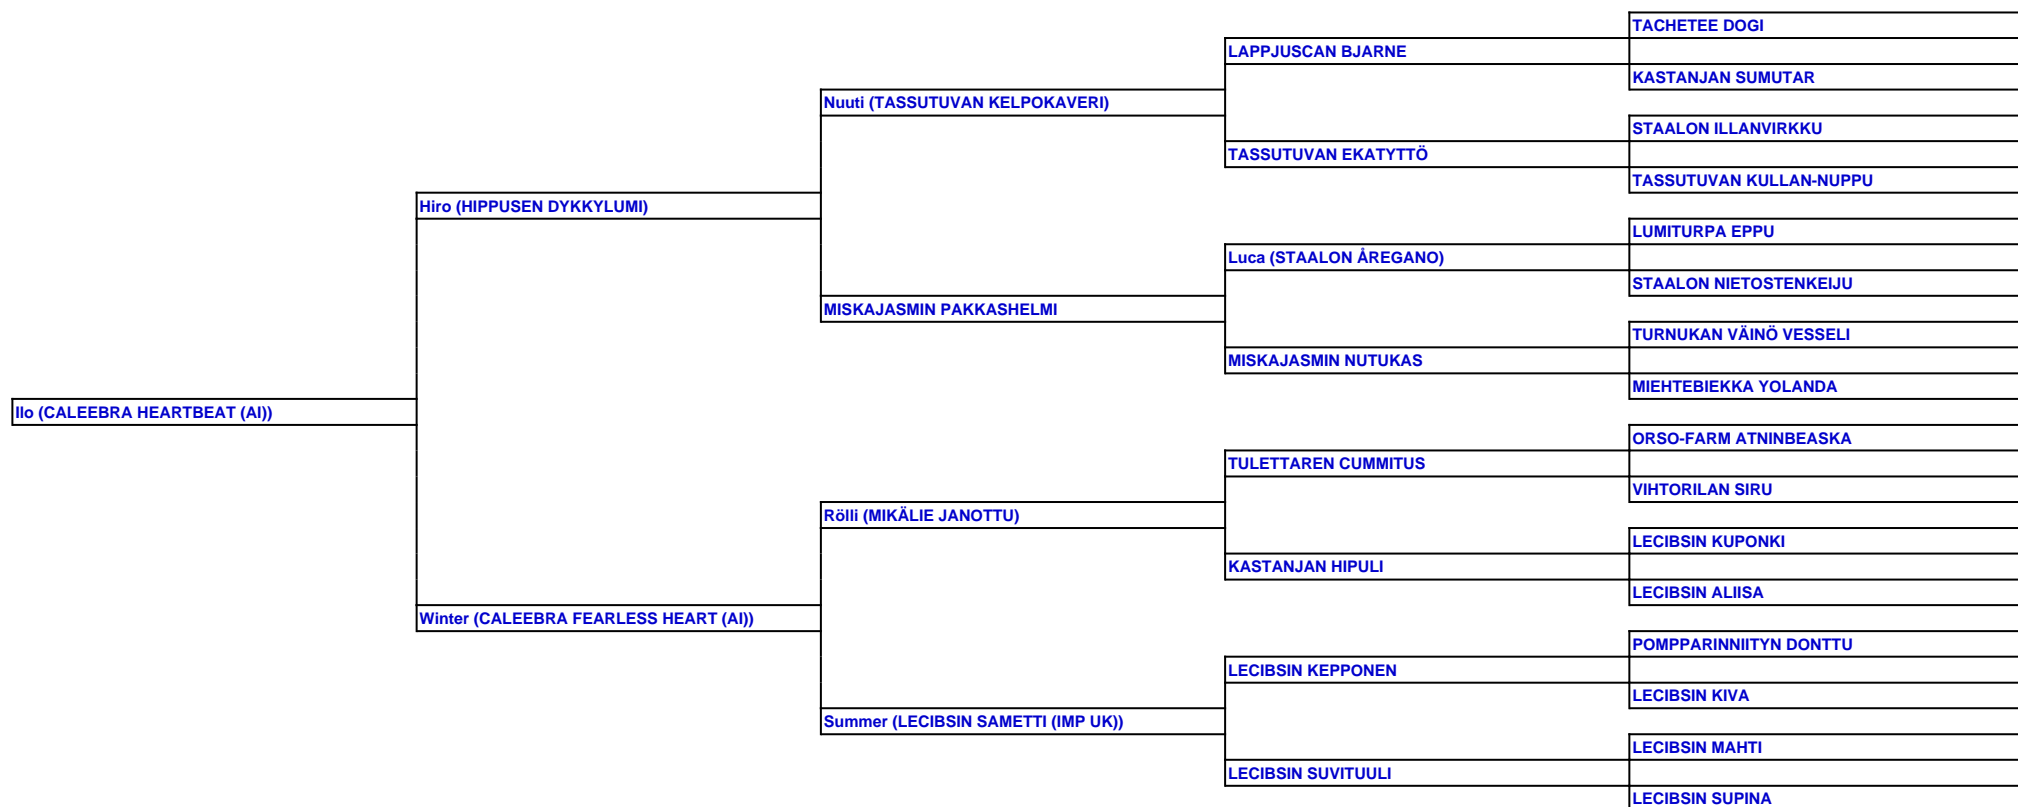 TACHETEE DOGI
LAPPJUSCAN BJARNE
KASTANJAN SUMUTAR
Nuuti (TASSUTUVAN KELPOKAVERI)
STAALON ILLANVIRKKU
TASSUTUVAN EKATYTTÖ
TASSUTUVAN KULLAN-NUPPU
Hiro (HIPPUSEN DYKKYLUMI)
LUMITURPA EPPU
Luca (STAALON ÅREGANO)
STAALON NIETOSTENKEIJU
MISKAJASMIN PAKKASHELMI
TURNUKAN VÄINÖ VESSELI
MISKAJASMIN NUTUKAS
MIEHTEBIEKKA YOLANDA
Ilo (CALEEBRA HEARTBEAT (AI))
ORSO-FARM ATNINBEASKA
TULETTAREN CUMMITUS
VIHTORILAN SIRU
Rölli (MIKÄLIE JANOTTU)
LECIBSIN KUPONKI
KASTANJAN HIPULI
LECIBSIN ALIISA
Winter (CALEEBRA FEARLESS HEART (AI))
POMPPARINNIITYN DONTTU
LECIBSIN KEPPONEN
LECIBSIN KIVA
Summer (LECIBSIN SAMETTI (IMP UK))
LECIBSIN MAHTI
LECIBSIN SUVITUULI
LECIBSIN SUPINA